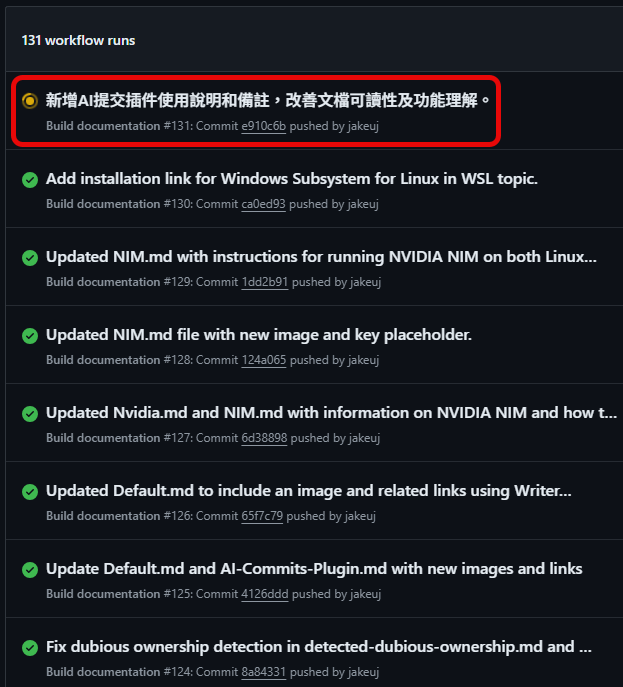 131 workflow runs
新增AI提交插件使用說明和備註，改善文檔可讀性及功能理解。
Build documentation #131: Commit e910c6b pushed by jakeuj
Add installation link for Windows Subsystem for Linux in WSL topic.
Build documentation #130: Commit ca0ed93 pushed by jakeuj
Updated NIM.md with instructions for running NVIDIA NIM on both Linux...
Build documentation #129: Commit 1dd2b91 pushed by jakeuj
Updated NIM.md file with new image and key placeholder.
Build documentation #128: Commit 124a065 pushed by jakeuj
Updated Nvidia.md and NIM.md with information on NVIDIA NIM and how t...
Build documentation #127: Commit 6d38898 pushed by jakeuj
Updated Default.md to include an image and related links using Writer...
Build documentation #126: Commit 65f7c79 pushed by jakeuj
Update Default.md and AI-Commits-Plugin.md with new images and links
Build documentation #125: Commit 4126ddd pushed by jakeuj
Fix dubious ownership detection in detected-dubious-ownership.md and ...
Build documentation #124: Commit 8a84331 pushed by jakeuj